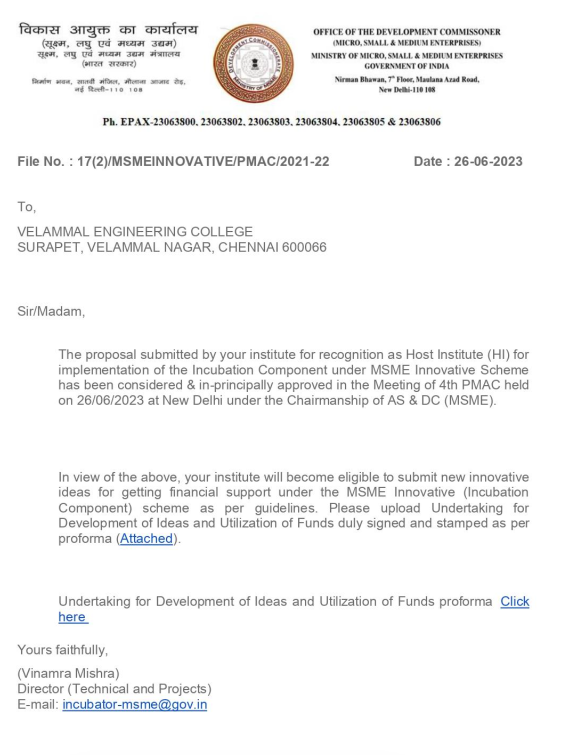 विकास आयुक्त का कार्यालय
(सूक्ष्म, लघु एवं मध्यम उद्यम)
सूक्ष्म, लघु एवं मध्यम उद्यम मंत्रालय
(भारत सरकार)
निर्माण भवन, सातवीं मंजिल, मौलाना आजाद रोड,
नई दिल्ली-110 108
OFFICE OF THE DEVELOPMENT COMMSSONER
(MICRO, SMALL & MEDIUM ENTERPRISES)
MINISTRY OF MICRO, SMALL & MEDIUM ENTERPRISES
GOVERNMENT OF INDIA
Nirman Bhawan, 7th Floor, Maulana Azad Road,
New Delhi-110 108
Ph. EPAX-23063800, 23063802, 23063803, 23063804, 23063805 & 23063806
File No. : 17(2)/MSMEINNOVATIVE/PMAC/2021-22 Date : 26-06-2023
To,
VELAMMAL ENGINEERING COLLEGE
SURAPET, VELAMMAL NAGAR, CHENNAI 600066
Sir/Madam,
The proposal submitted by your institute for recognition as Host Institute (HI) for
implementation of the Incubation Component under MSME Innovative Scheme
has been considered & in-principally approved in the Meeting of 4th PMAC held
on 26/06/2023 at New Delhi under the Chairmanship of AS & DC (MSME).
In view of the above, your institute will become eligible to submit new innovative
ideas for getting financial support under the MSME Innovative (Incubation
Component) scheme as per guidelines. Please upload Undertaking for
Development of Ideas and Utilization of Funds duly signed and stamped as per
proforma (Attached).
Undertaking for Development of Ideas and Utilization of Funds proforma Click
here
Yours faithfully,
(Vinamra Mishra)
Director (Technical and Projects)
E-mail: incubator-msme@gov.in